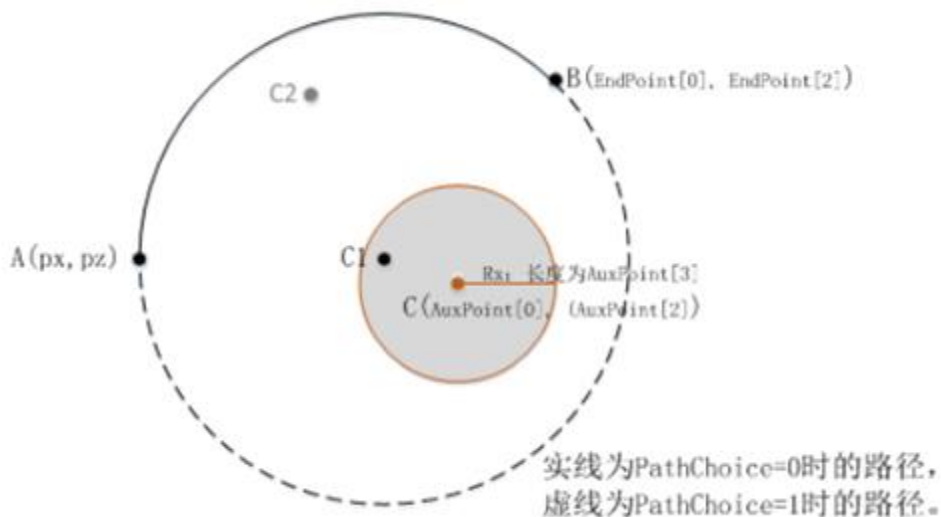 B(EndPoint[0], EndPoint[2])
C2
A(px,pz)
C1
Rx: 长度为AuxPoint[3]
C(AuxPoint[0], (AuxPoint[2])
实线为PathChoice=0时的路径,
虚线为PathChoice=1时的路径。